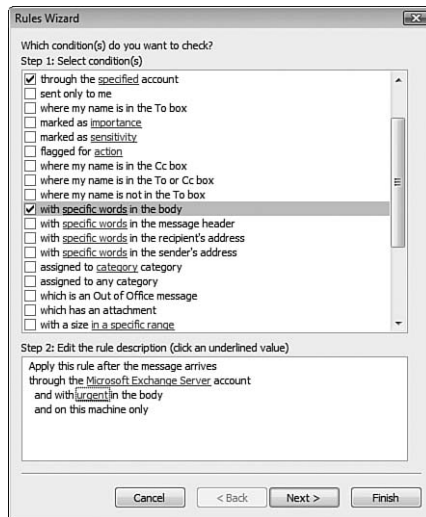 Rules Wizard
Which condition(s) do you want to check?
Step 1: Select condition(s)
through the specified account
sent only to me
where my name is in the To box
marked as importance
marked as sensitivity
flagged for action
where my name is in the Cc box
where my name is in the To or Cc box
where my name is not in the To box
with specific words in the body
with specific words in the message header
with specific words in the recipient's address
with specific words in the sender's address
assigned to category category
assigned to any category
which is an Out of Office message
which has an attachment
with a size in a specific range
Step 2: Edit the rule description (click an underlined value)
Apply this rule after the message arrives
through the Microsoft Exchange Server account
and with urgent in the body
and on this machine only
Cancel < Back Next > Finish